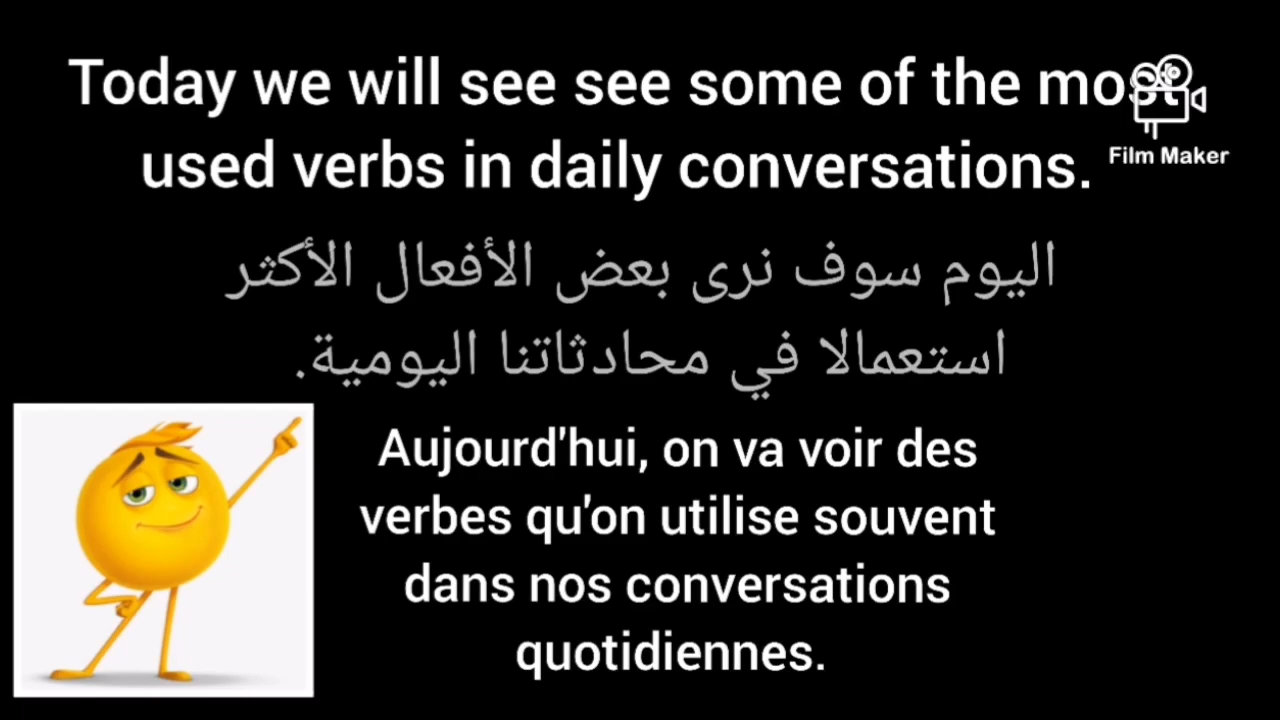 Today we will see see some of the most
used verbs in daily conversations.
Film Maker
اليوم سوف نرى بعض الأفعال الأكثر
استعمالا في محادثاتنا اليومية.
Aujourd'hui, on va voir des
verbes qu'on utilise souvent
dans nos conversations
quotidiennes.